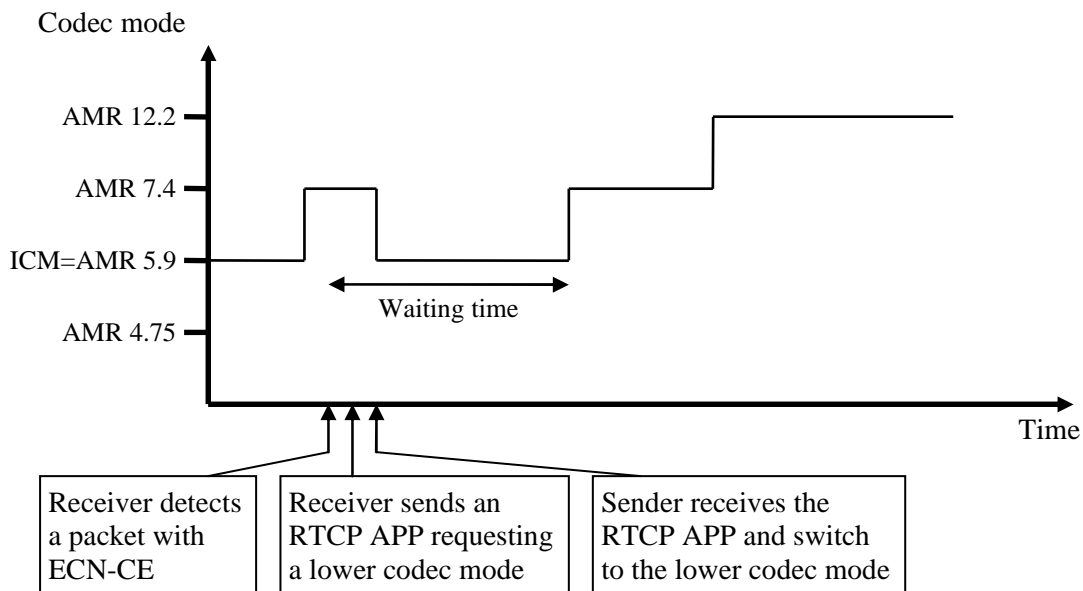 Codec mode
AMR 12.2
AMR 7.4
ICM=AMR 5.9
Waiting time
AMR 4.75
Time
Receiver detects
a packet with
ECN-CE
Receiver sends an
RTCP APP requesting
a lower codec mode
Sender receives the
RTCP APP and switch
to the lower codec mode